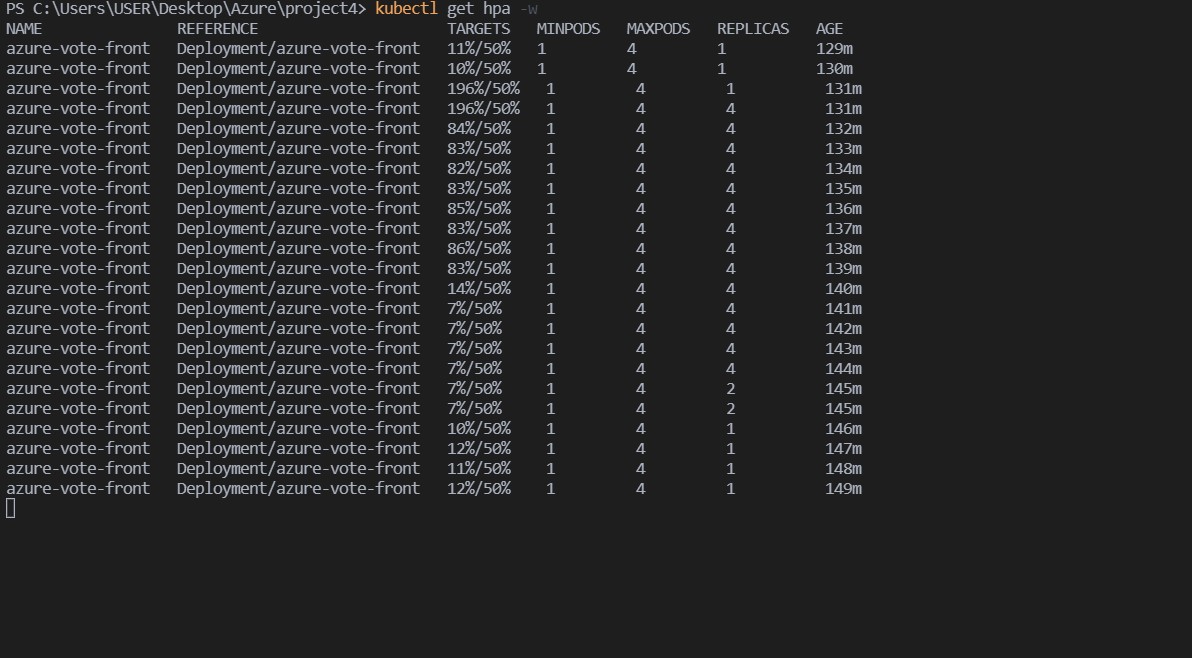 PS C:\Users\USER\Desktop\Azure\project4> kubectl get hpa -w
NAME REFERENCE TARGETS MINPODS MAXPODS REPLICAS AGE
azure-vote-front Deployment/azure-vote-front 11%/50% 1 4 1 129m
azure-vote-front Deployment/azure-vote-front 10%/50% 1 4 1 130m
azure-vote-front Deployment/azure-vote-front 196%/50% 1 4 1 131m
azure-vote-front Deployment/azure-vote-front 196%/50% 1 4 4 131m
azure-vote-front Deployment/azure-vote-front 84%/50% 1 4 4 132m
azure-vote-front Deployment/azure-vote-front 83%/50% 1 4 4 133m
azure-vote-front Deployment/azure-vote-front 82%/50% 1 4 4 134m
azure-vote-front Deployment/azure-vote-front 83%/50% 1 4 4 135m
azure-vote-front Deployment/azure-vote-front 85%/50% 1 4 4 136m
azure-vote-front Deployment/azure-vote-front 83%/50% 1 4 4 137m
azure-vote-front Deployment/azure-vote-front 86%/50% 1 4 4 138m
azure-vote-front Deployment/azure-vote-front 83%/50% 1 4 4 139m
azure-vote-front Deployment/azure-vote-front 14%/50% 1 4 4 140m
azure-vote-front Deployment/azure-vote-front 7%/50% 1 4 4 141m
azure-vote-front Deployment/azure-vote-front 7%/50% 1 4 4 142m
azure-vote-front Deployment/azure-vote-front 7%/50% 1 4 4 143m
azure-vote-front Deployment/azure-vote-front 7%/50% 1 4 4 144m
azure-vote-front Deployment/azure-vote-front 7%/50% 1 4 2 145m
azure-vote-front Deployment/azure-vote-front 7%/50% 1 4 2 145m
azure-vote-front Deployment/azure-vote-front 10%/50% 1 4 1 146m
azure-vote-front Deployment/azure-vote-front 12%/50% 1 4 1 147m
azure-vote-front Deployment/azure-vote-front 11%/50% 1 4 1 148m
azure-vote-front Deployment/azure-vote-front 12%/50% 1 4 1 149m